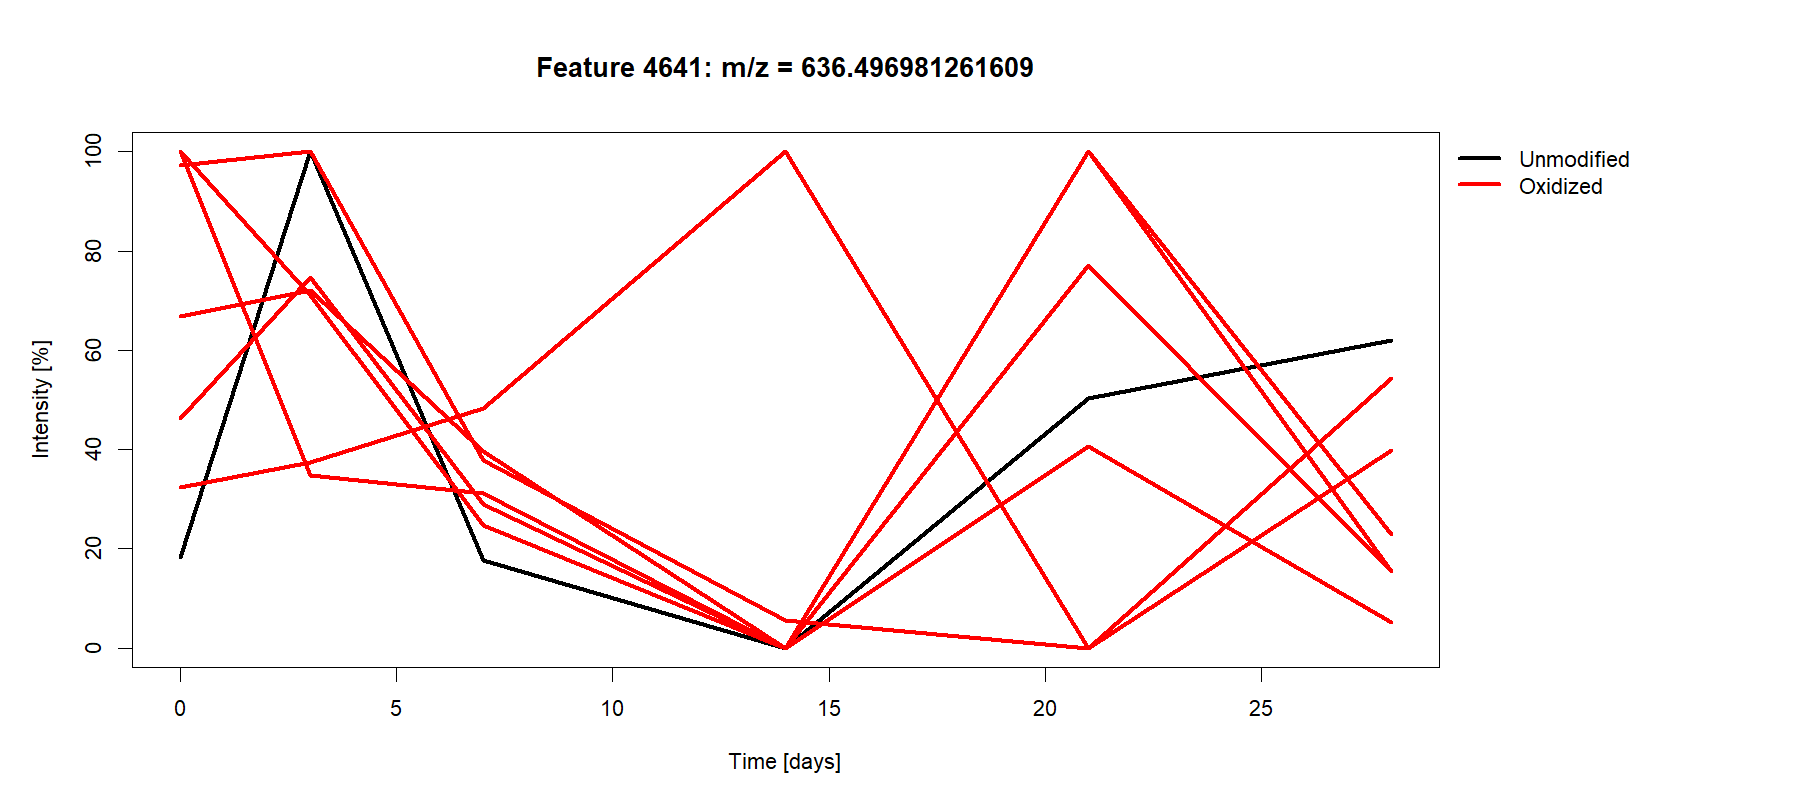 Feature 4641: m/z = 636.496981261609
Unmodified
Oxidized
Intensity [%]
100
80
60
40
20
0
0 5 10 15 20 25
Time [days]